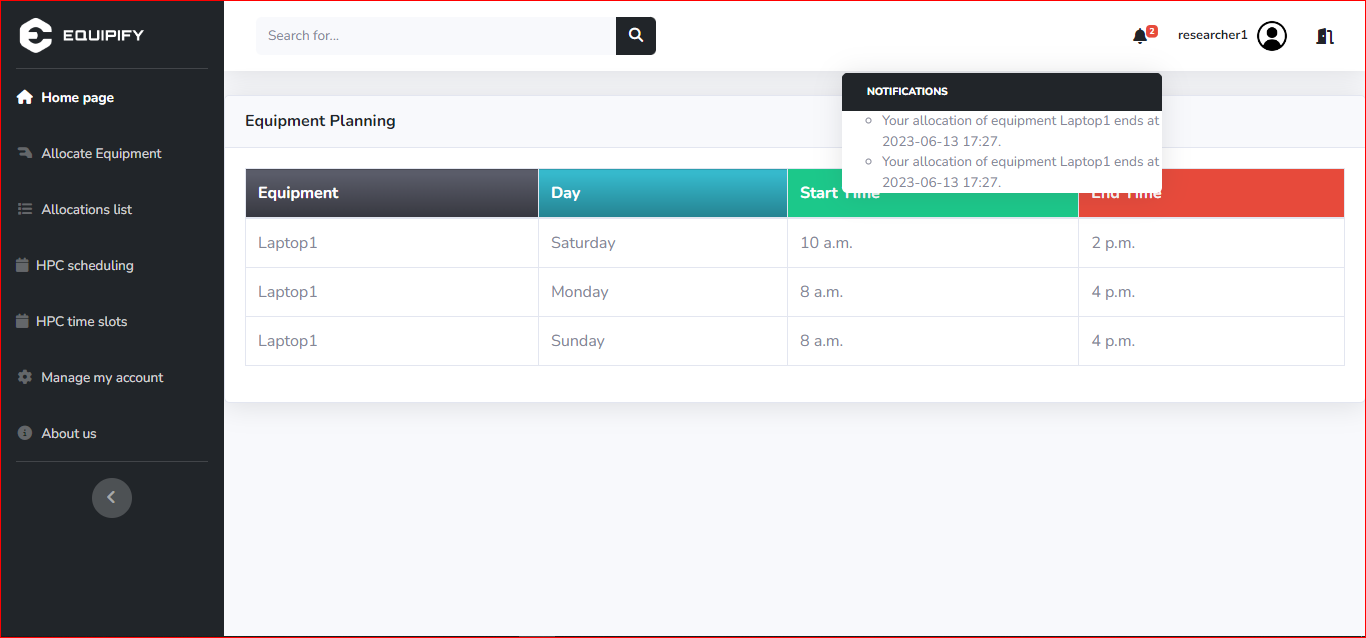 EQUIPIFY
Search for...
2
researcher1
Home page
Allocate Equipment
Allocations list
HPC scheduling
HPC time slots
Manage my account
About us
NOTIFICATIONS
Your allocation of equipment Laptop1 ends at
2023-06-13 17:27.
Your allocation of equipment Laptop1 ends at
2023-06-13 17:27.
Equipment Planning
Equipment Day Start Time End Time
Laptop1 Saturday 10 a.m. 2 p.m.
Laptop1 Monday 8 a.m. 4 p.m.
Laptop1 Sunday 8 a.m. 4 p.m.